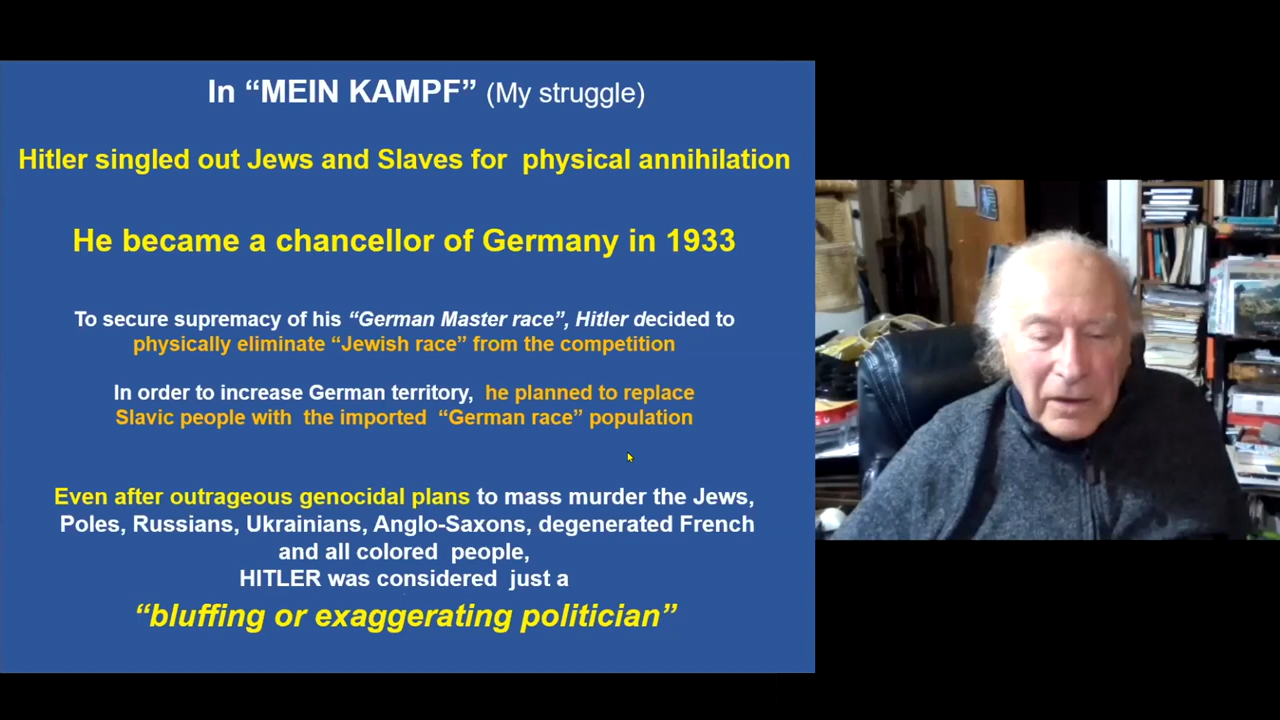 In “MEIN KAMPF” (My struggle)
Hitler singled out Jews and Slaves for physical annihilation
He became a chancellor of Germany in 1933
To secure supremacy of his “German Master race”, Hitler decided to
physically eliminate “Jewish race” from the competition
In order to increase German territory, he planned to replace
Slavic people with the imported “German race” population
Even after outrageous genocidal plans to mass murder the Jews,
Poles, Russians, Ukrainians, Anglo-Saxons, degenerated French
and all colored people,
HITLER was considered just a
“bluffing or exaggerating politician”